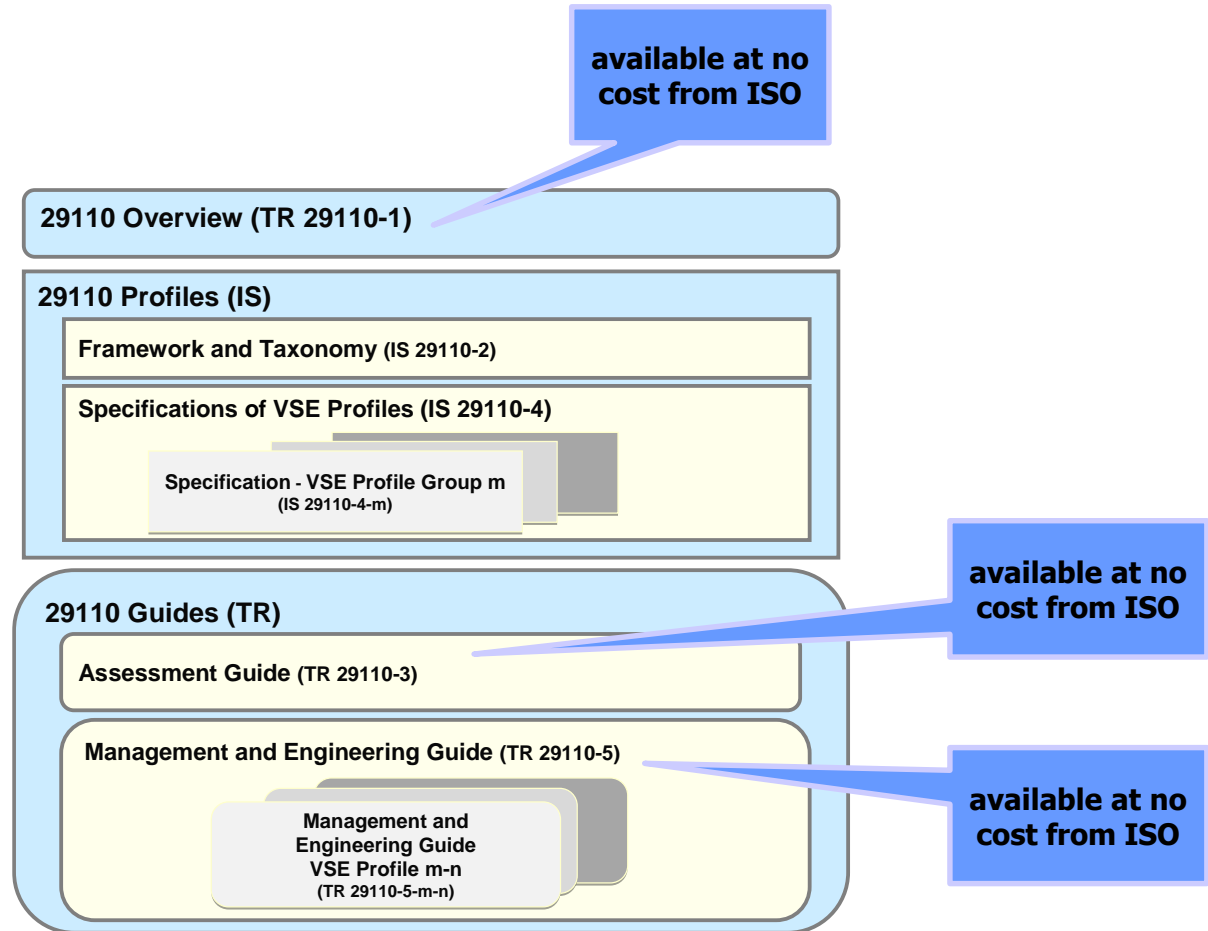 available at no
cost from ISO
29110 Overview (TR 29110-1)
29110 Profiles (IS)
Framework and Taxonomy (IS 29110-2)
Specifications of VSE Profiles (IS 29110-4)
Specification - VSE Profile Group m
(IS 29110-4-m)
available at no
cost from ISO
29110 Guides (TR)
Assessment Guide (TR 29110-3)
Management and Engineering Guide (TR 29110-5)
Management and
Engineering Guide
VSE Profile m-n
(TR 29110-5-m-n)
available at no
cost from ISO